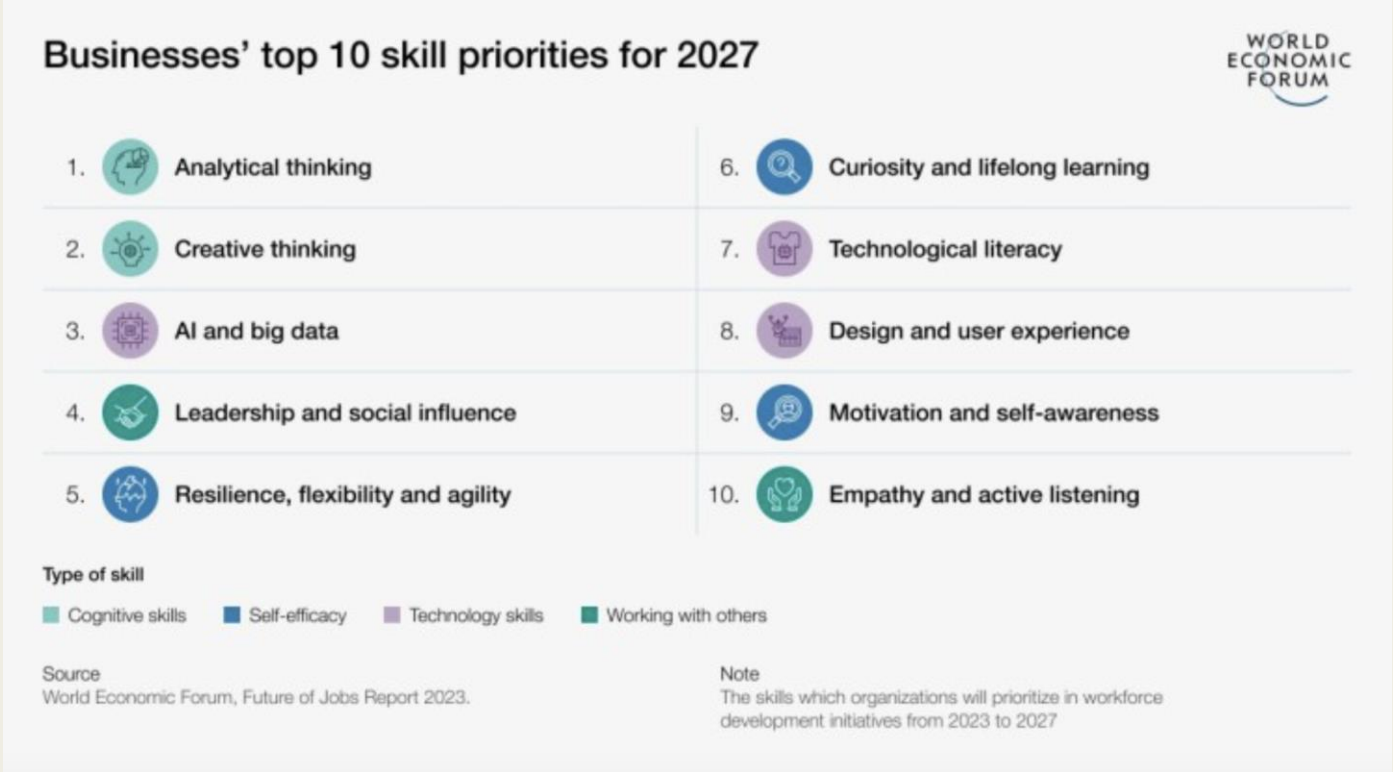 Businesses' top 10 skill priorities for 2027
WORLD
ECONOMIC
FORUM
1. Analytical thinking
2. Creative thinking
3. AI and big data
4. Leadership and social influence
5. Resilience, flexibility and agility
6. Curiosity and lifelong learning
7. Technological literacy
8. Design and user experience
9. Motivation and self-awareness
10. Empathy and active listening
Type of skill
Cognitive skills Self-efficacy Technology skills Working with others
Source
World Economic Forum, Future of Jobs Report 2023.
Note
The skills which organizations will prioritize in workforce
development initiatives from 2023 to 2027